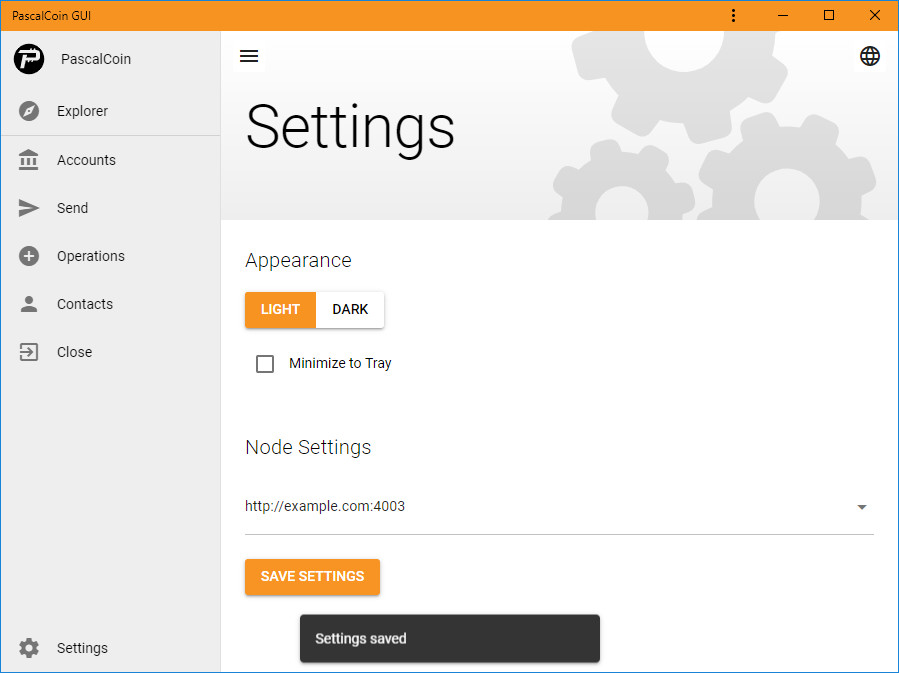 PascalCoin GUI
PascalCoin
Explorer
Accounts
Send
Operations
Contacts
Close
Settings
Settings
Appearance
LIGHT DARK
Minimize to Tray
Node Settings
http://example.com:4003
SAVE SETTINGS
Settings saved